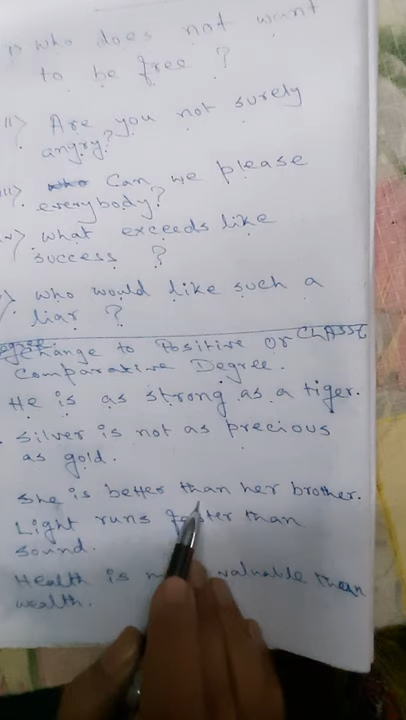 i> who does not want
to be free ?
ii> Are you not surely
angry?
iii> Can we please
everybody?
iv> what exceeds like
success ?
v> who would like such a
liar ?
Degree. Change to Positive or CLASSE
Comparative Degree.
He is as strong as a tiger.
Silver is not as precious
as gold.
She is better than her brother.
Light runs faster than
sound.
Health is valuable than
wealth.